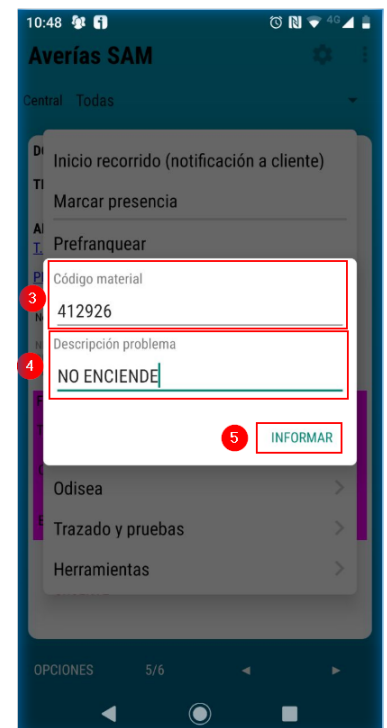 10:48 4G
Averías SAM
Central Todas
Inicio recorrido (notificación a cliente)
Marcar presencia
Prefranquear
3
Código material
412926
4
Descripción problema
NO ENCIENDE
5 INFORMAR
Odisea
Trazado y pruebas
Herramientas
OPCIONES 5/6